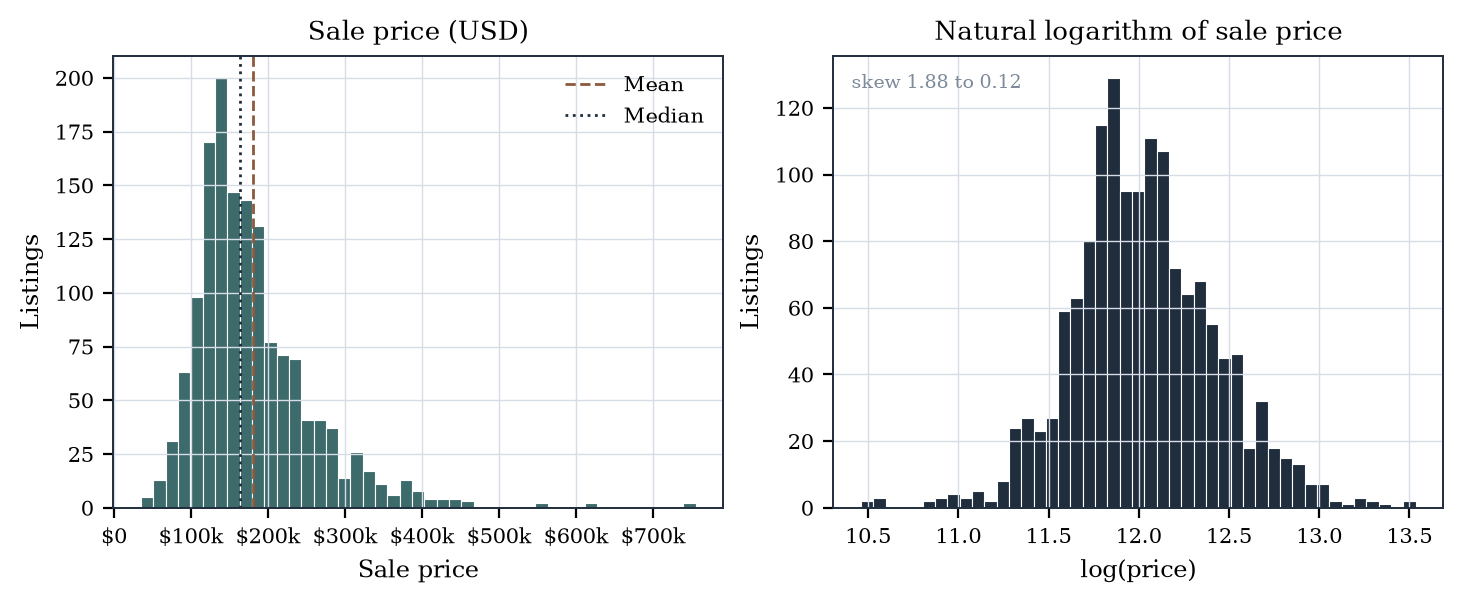 Sale price (USD)
Mean
Median
200
175
150
125
100
75
50
25
0
Listings
$0 $100k $200k $300k $400k $500k $600k $700k
Sale price
Natural logarithm of sale price
skew 1.88 to 0.12
120
100
80
60
40
20
0
Listings
10.5 11.0 11.5 12.0 12.5 13.0 13.5
log(price)